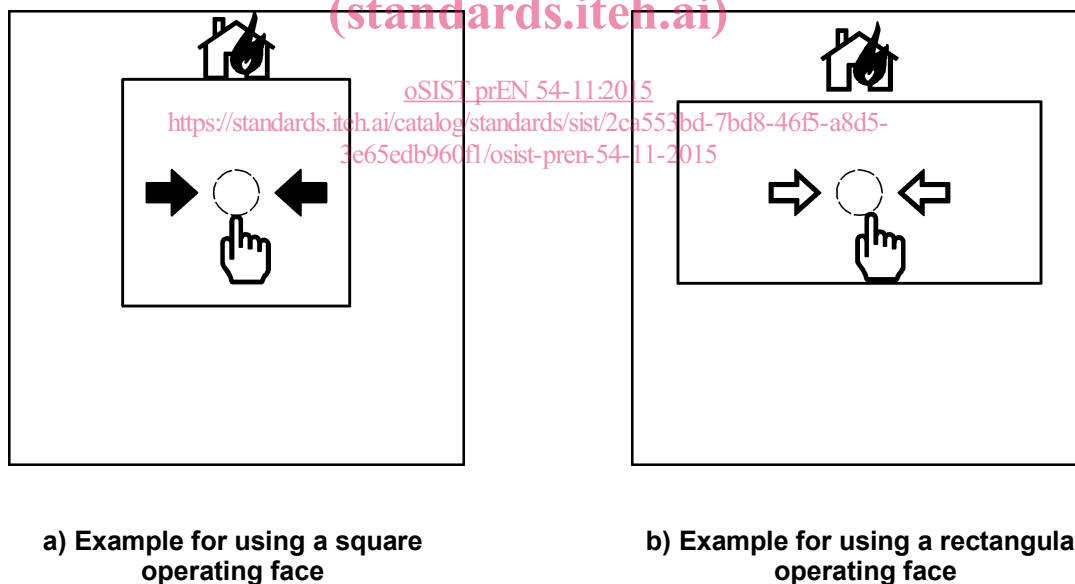 (standards.iteh.ai)
oSIST prEN 54-11:2015
https://standards.iteh.ai/catalog/standards/sist/2ca553bd-7bd8-46f5-a8d5-
3e65edb960f1/osist-pren-54-11-2015
a) Example for using a square
operating face
b) Example for using a rectangula
operating face